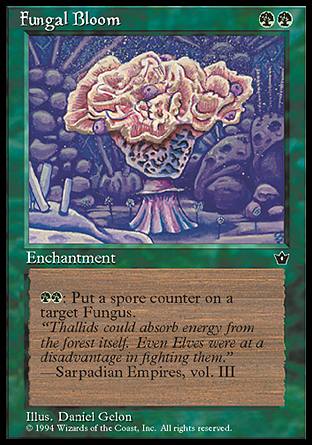 Fungal Bloom
Enchantment
: Put a spore counter on a
target Fungus.
"Thallids could absorb energy from
the forest itself. Even Elves were at a
disadvantage in fighting them."
—Sarpadian Empires, vol. III
Illus. Daniel Gelon
© 1994 Wizards of the Coast, Inc. All rights reserved.